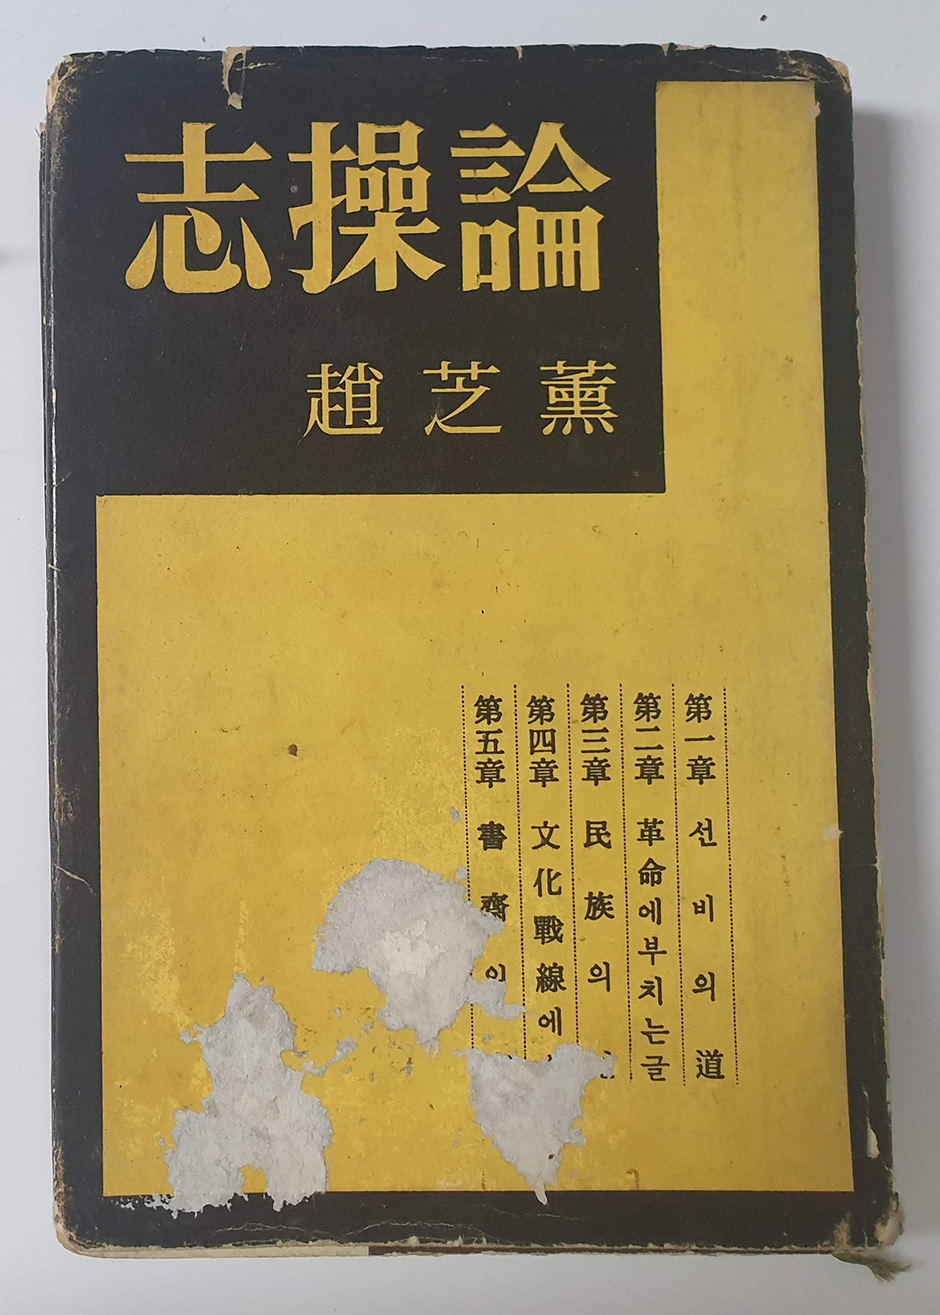 志操論
趙芝薰
第一章 선비의 道
第二章 革命에부치는글
第三章 民族의
第四章 文化戰線에
第五章 書齋